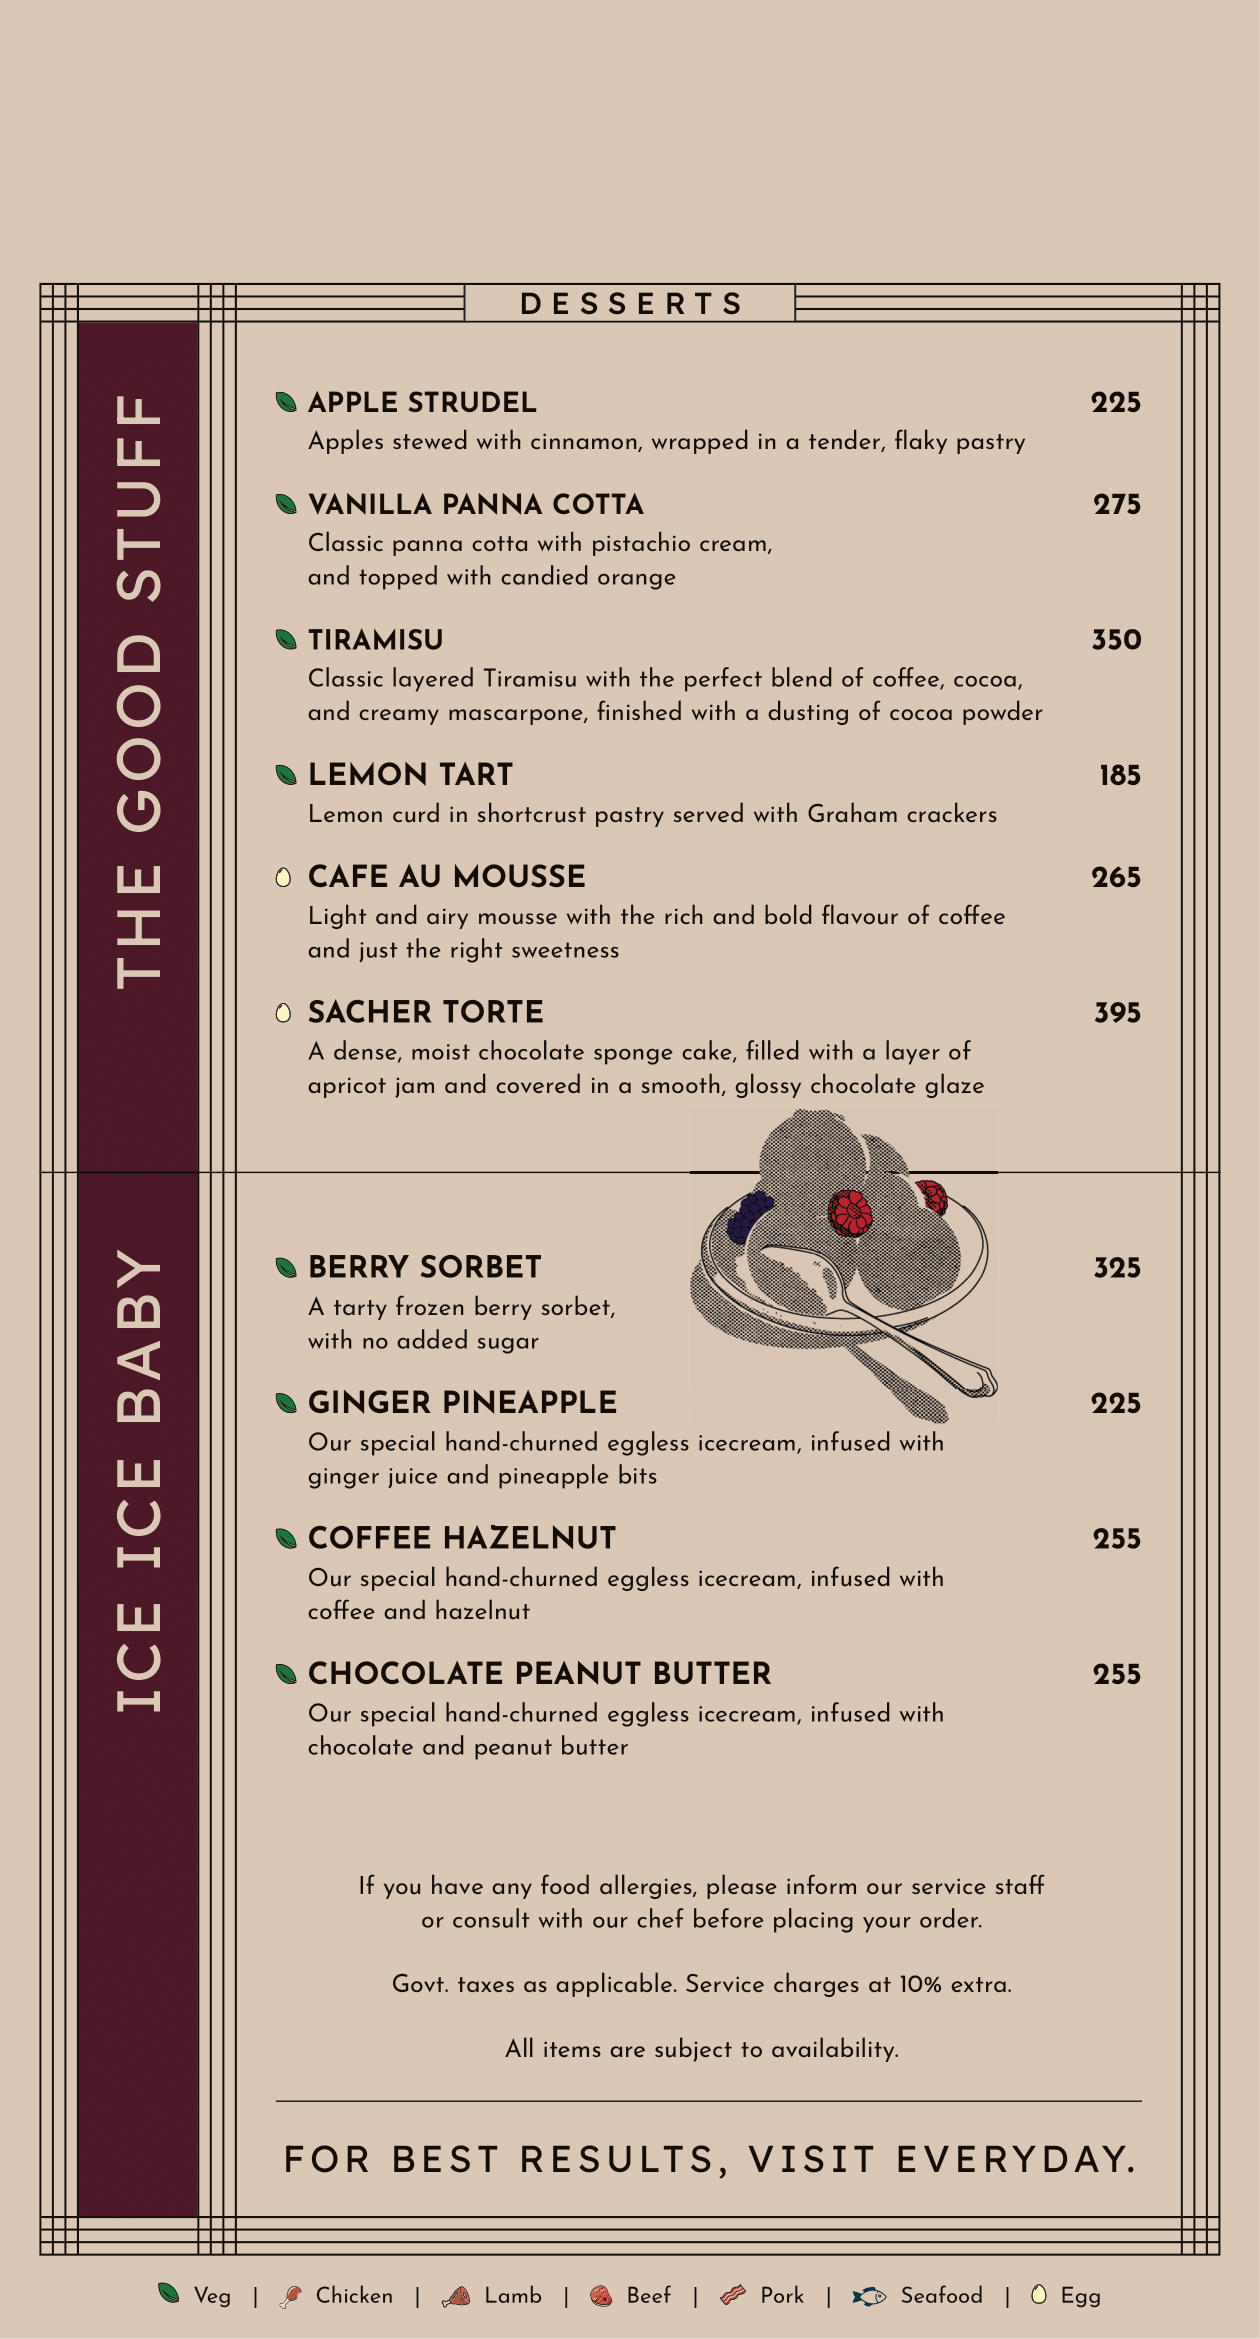 DESSERTS
THE GOOD STUFF
APPLE STRUDEL 225
Apples stewed with cinnamon, wrapped in a tender, flaky pastry
VANILLA PANNA COTTA 275
Classic panna cotta with pistachio cream,
and topped with candied orange
TIRAMISU 350
Classic layered Tiramisu with the perfect blend of coffee, cocoa,
and creamy mascarpone, finished with a dusting of cocoa powder
LEMON TART 185
Lemon curd in shortcrust pastry served with Graham crackers
CAFE AU MOUSSE 265
Light and airy mousse with the rich and bold flavour of coffee
and just the right sweetness
SACHER TORTE 395
A dense, moist chocolate sponge cake, filled with a layer of
apricot jam and covered in a smooth, glossy chocolate glaze
ICE ICE BABY
BERRY SORBET 325
A tarty frozen berry sorbet,
with no added sugar
GINGER PINEAPPLE 225
Our special hand-churned eggless icecream, infused with
ginger juice and pineapple bits
COFFEE HAZELNUT 255
Our special hand-churned eggless icecream, infused with
coffee and hazelnut
CHOCOLATE PEANUT BUTTER 255
Our special hand-churned eggless icecream, infused with
chocolate and peanut butter
If you have any food allergies, please inform our service staff
or consult with our chef before placing your order.
Govt. taxes as applicable. Service charges at 10% extra.
All items are subject to availability.
FOR BEST RESULTS, VISIT EVERYDAY.
Veg | Chicken | Lamb | Beef | Pork | Seafood | Egg